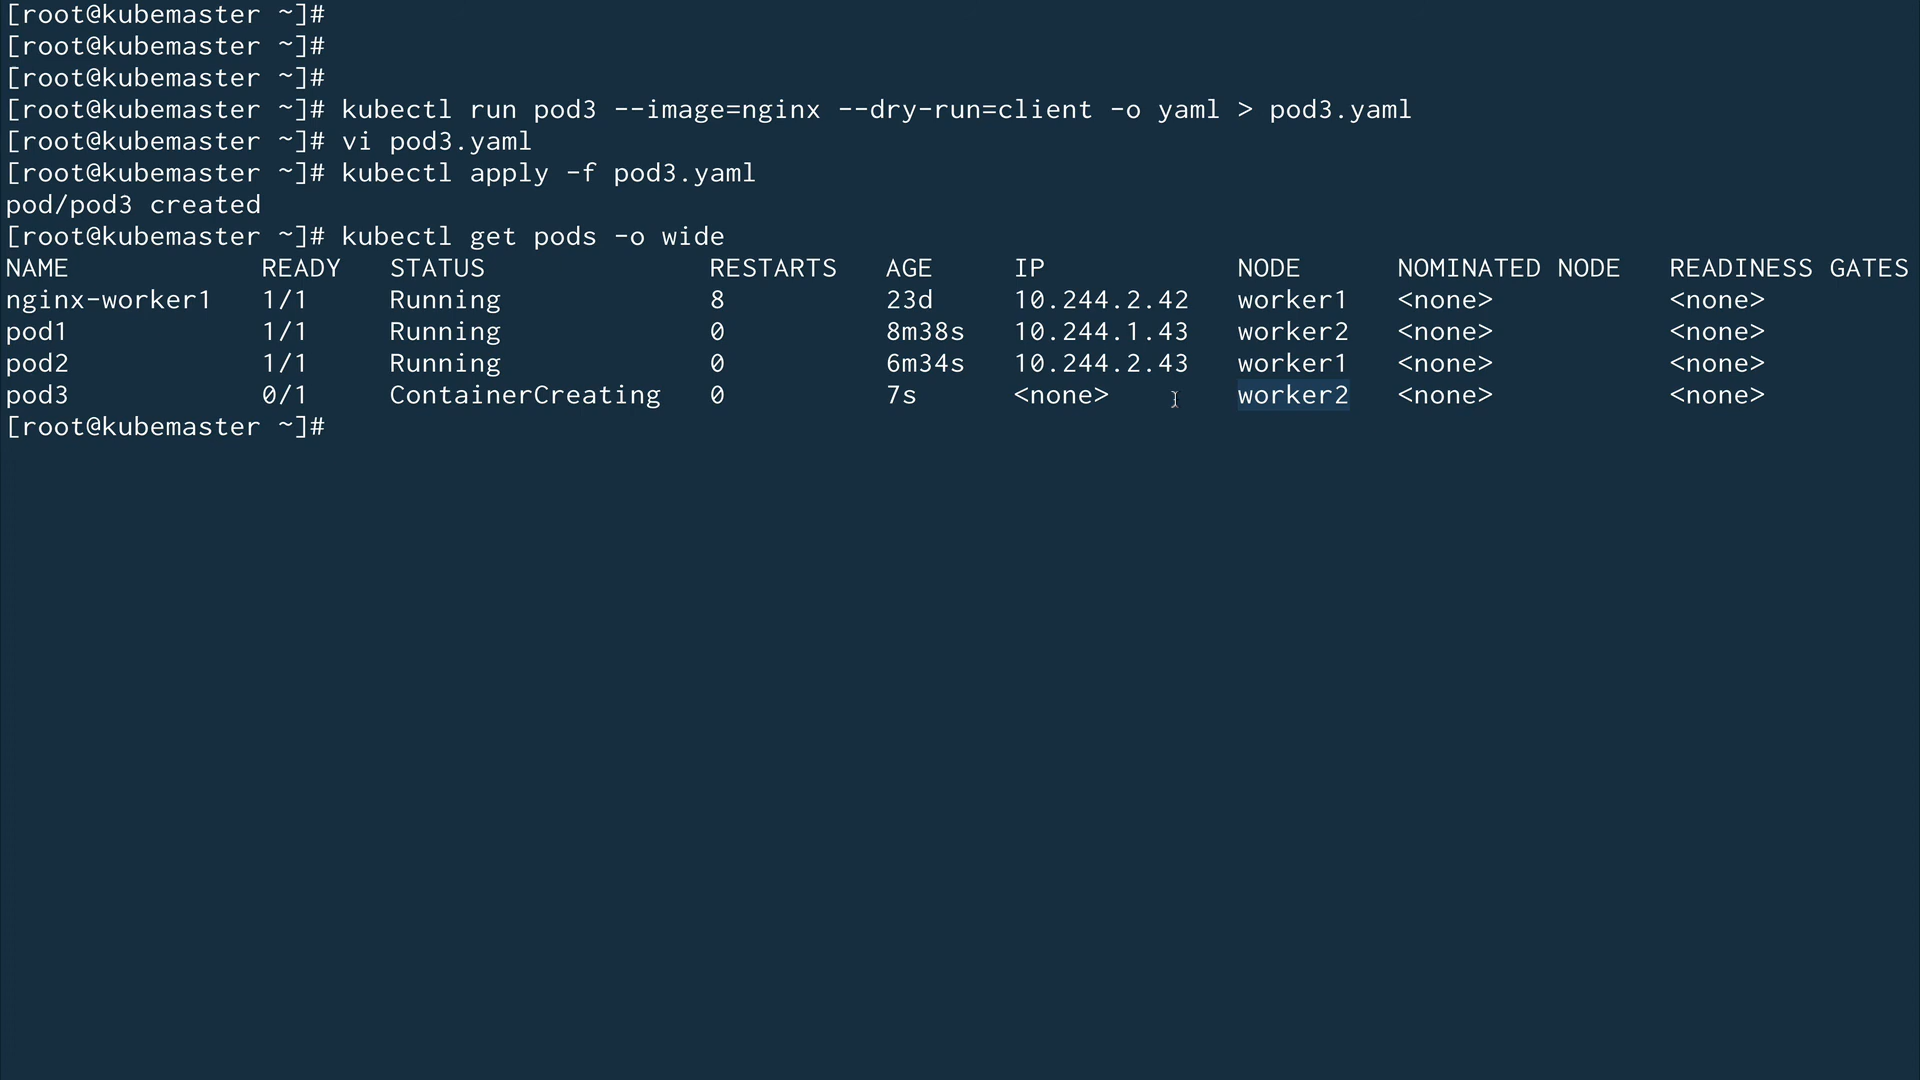 [root@kubemaster ~]#
[root@kubemaster ~]#
[root@kubemaster ~]#
[root@kubemaster ~]# kubectl run pod3 --image=nginx --dry-run=client -o yaml > pod3.yaml
[root@kubemaster ~]# vi pod3.yaml
[root@kubemaster ~]# kubectl apply -f pod3.yaml
pod/pod3 created
[root@kubemaster ~]# kubectl get pods -o wide
NAME            READY   STATUS              RESTARTS   AGE     IP            NODE      NOMINATED NODE   READINESS GATES
nginx-worker1   1/1     Running             8          23d     10.244.2.42   worker1   <none>           <none>
pod1            1/1     Running             0          8m38s   10.244.1.43   worker2   <none>           <none>
pod2            1/1     Running             0          6m34s   10.244.2.43   worker1   <none>           <none>
pod3            0/1     ContainerCreating   0          7s      <none>        worker2   <none>           <none>
[root@kubemaster ~]#